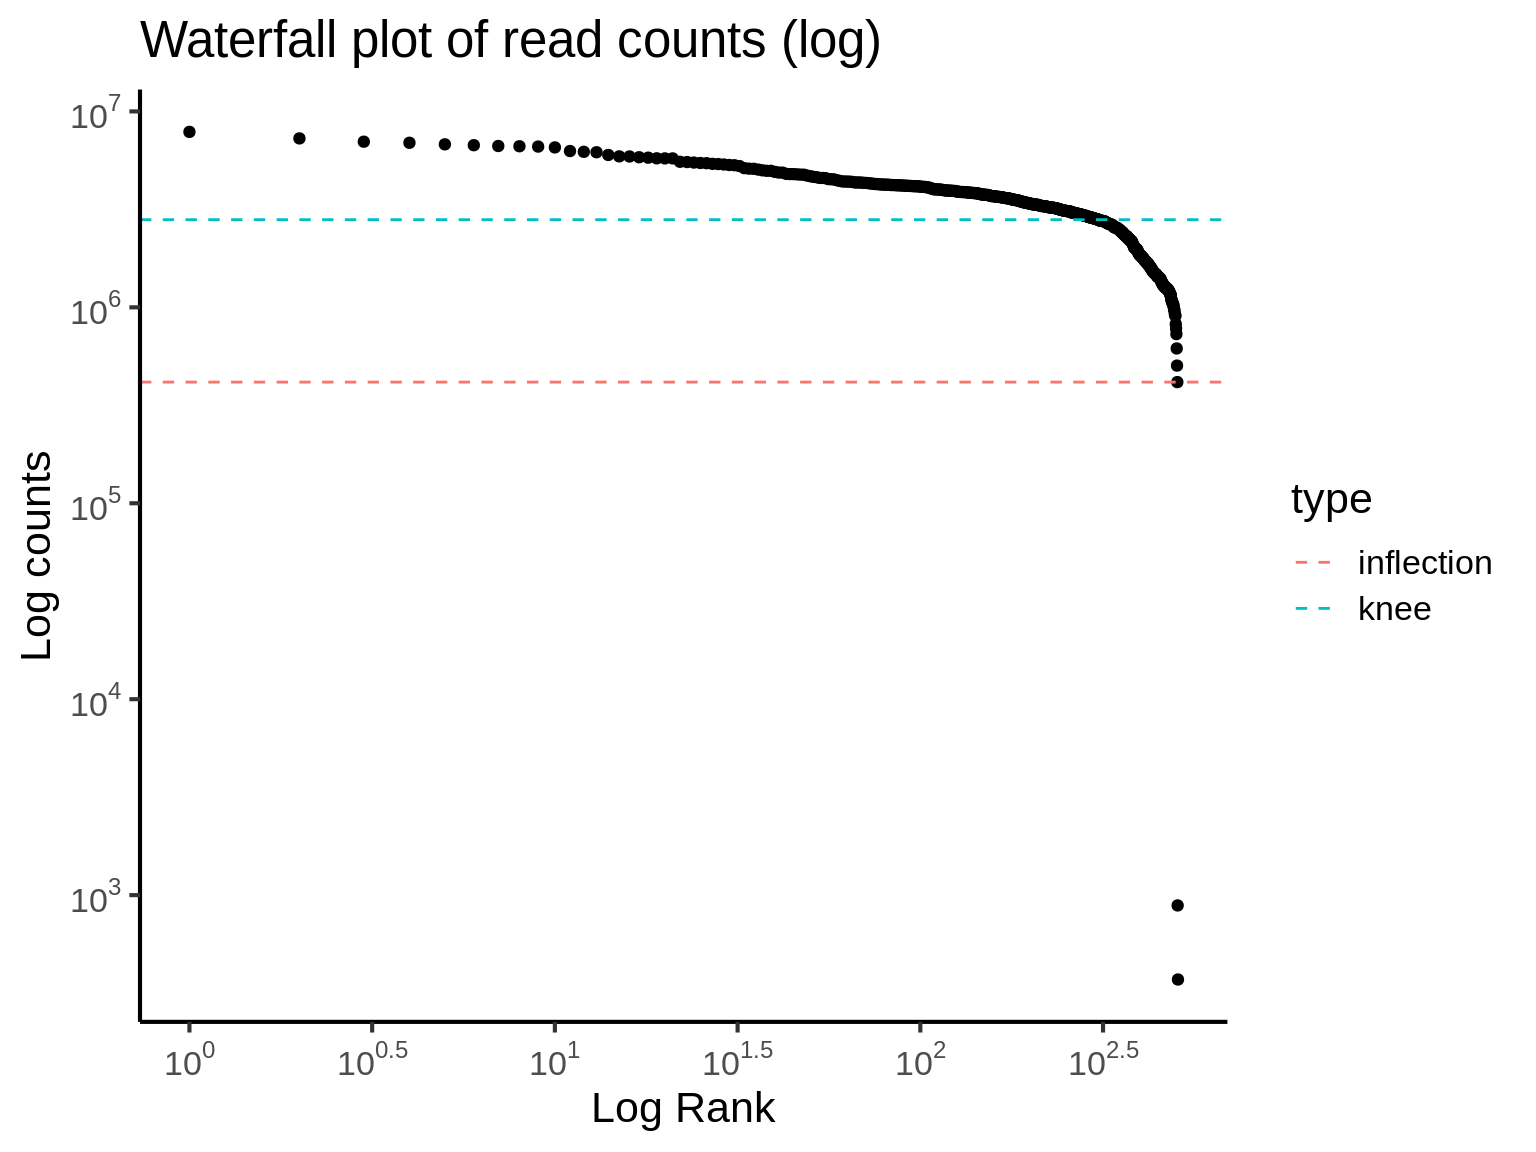 Waterfall plot of read counts (log)
10^7
10^6
10^5
10^4
10^3
Log counts
10^0 10^0.5 10^1 10^1.5 10^2 10^2.5
Log Rank
type
inflection
knee